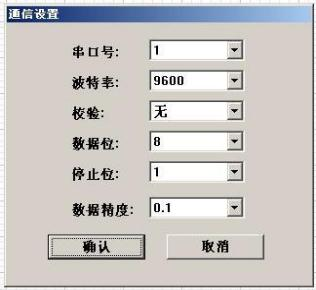 通信设置
串口号: 1
波特率: 9600
校验: 无
数据位: 8
停止位: 1
数据精度: 0.1
确认 取消